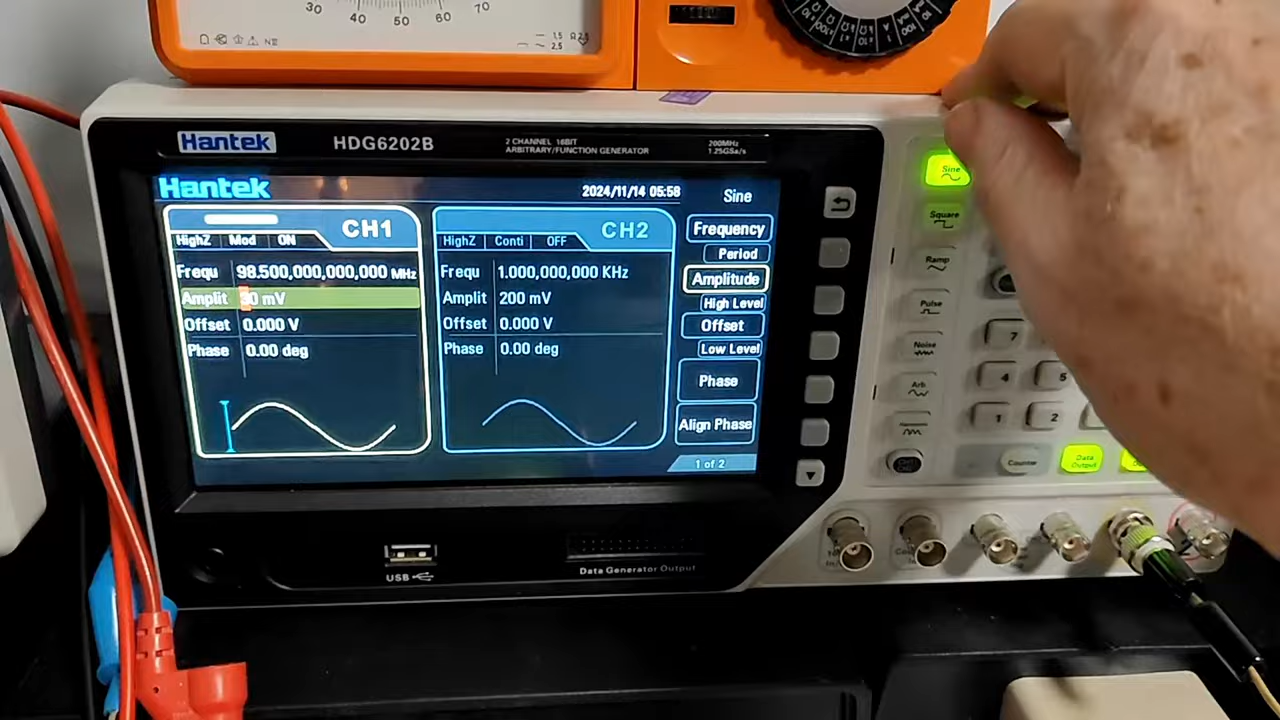 30 40 50 60 70
1.5
2.5
Hantek HDG6202B
2 CHANNEL 16BIT
ARBITRARY/FUNCTION GENERATOR
200MHz
1.25GSa/s
Hantek 2024/11/14 05:58 Sine
CH1
HighZ Mod ON
Frequ 98.500,000,000,000 MHz
Amplit 30 mV
Offset 0.000 V
Phase 0.00 deg
CH2
HighZ Conti OFF
Frequ 1.000,000,000 KHz
Amplit 200 mV
Offset 0.000 V
Phase 0.00 deg
Frequency
Period
Amplitude
High Level
Offset
Low Level
Phase
Align Phase
1 of 2
Sine
Square
Ramp
Pulse
Noise
Arb
7
4 5
1 2
Counter
Data
Output
USB
Data Generator Output